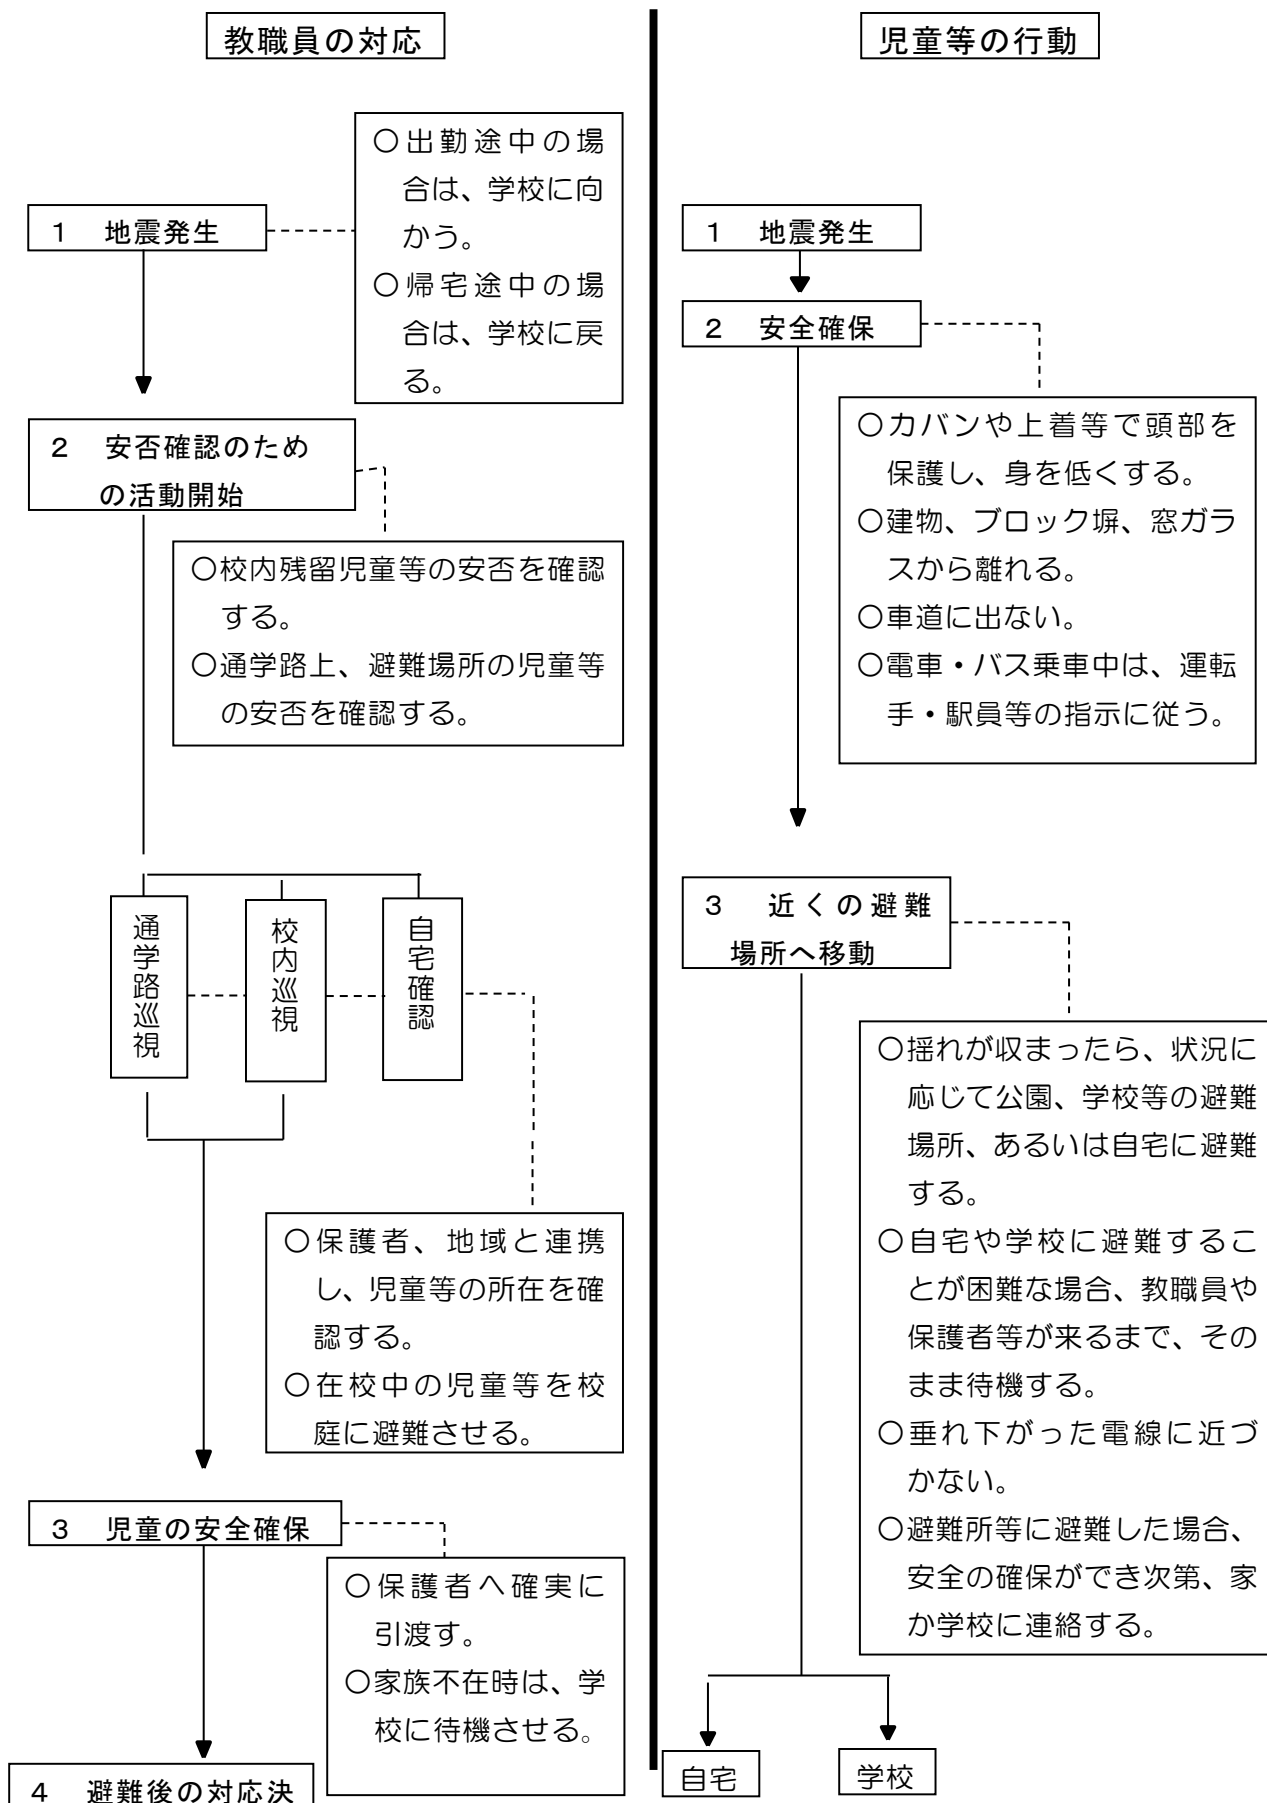 教職員の対応
○出勤途中の場
合は、学校に向
かう。
○帰宅途中の場
合は、学校に戻
る。
1 地震発生
2 安否確認のため
の活動開始
○校内残留児童等の安否を確認
する。
○通学路上、避難場所の児童等
の安否を確認する。
通学路巡視
校内巡視
自宅確認
○保護者、地域と連携
し、児童等の所在を確
認する。
○在校中の児童等を校
庭に避難させる。
3 児童の安全確保
○保護者へ確実に
引渡す。
○家族不在時は、学
校に待機させる。
4 避難後の対応決
児童等の行動
1 地震発生
2 安全確保
○カバンや上着等で頭部を
保護し、身を低くする。
○建物、ブロック塀、窓ガラ
スから離れる。
○車道に出ない。
○電車・バス乗車中は、運転
手・駅員等の指示に従う。
3 近くの避難
場所へ移動
○揺れが収まったら、状況に
応じて公園、学校等の避難
場所、あるいは自宅に避難
する。
○自宅や学校に避難するこ
とが困難な場合、教職員や
保護者等が来るまで、その
まま待機する。
○垂れ下がった電線に近づ
かない。
○避難所等に避難した場合、
安全の確保ができ次第、家
か学校に連絡する。
自宅
学校